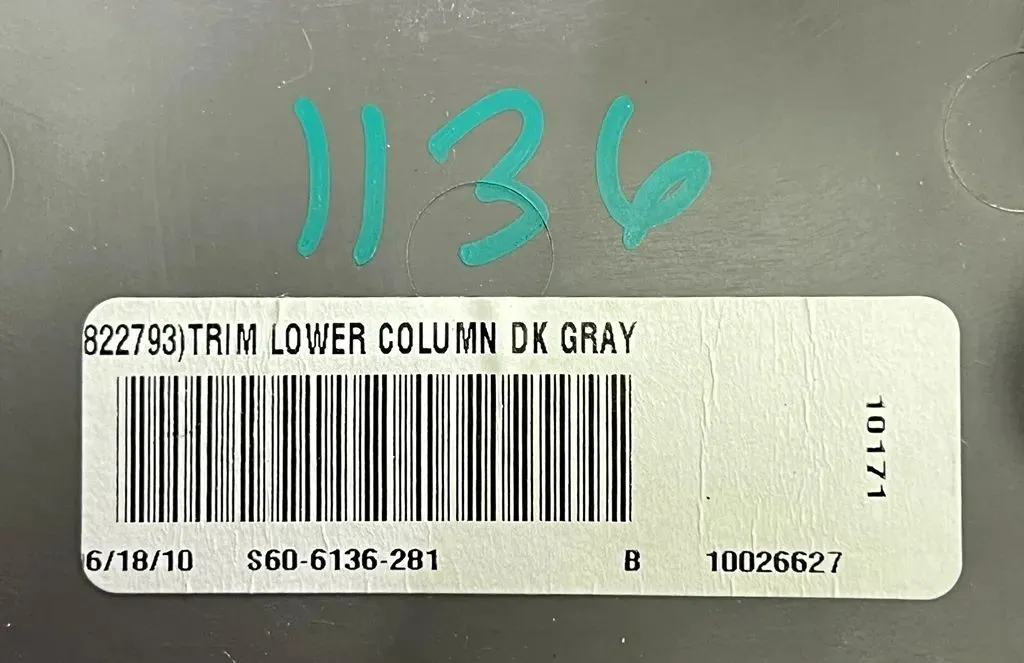 1136
822793)TRIM LOWER COLUMN DK GRAY
10171
6/18/10 S60-6136-281 B 10026627